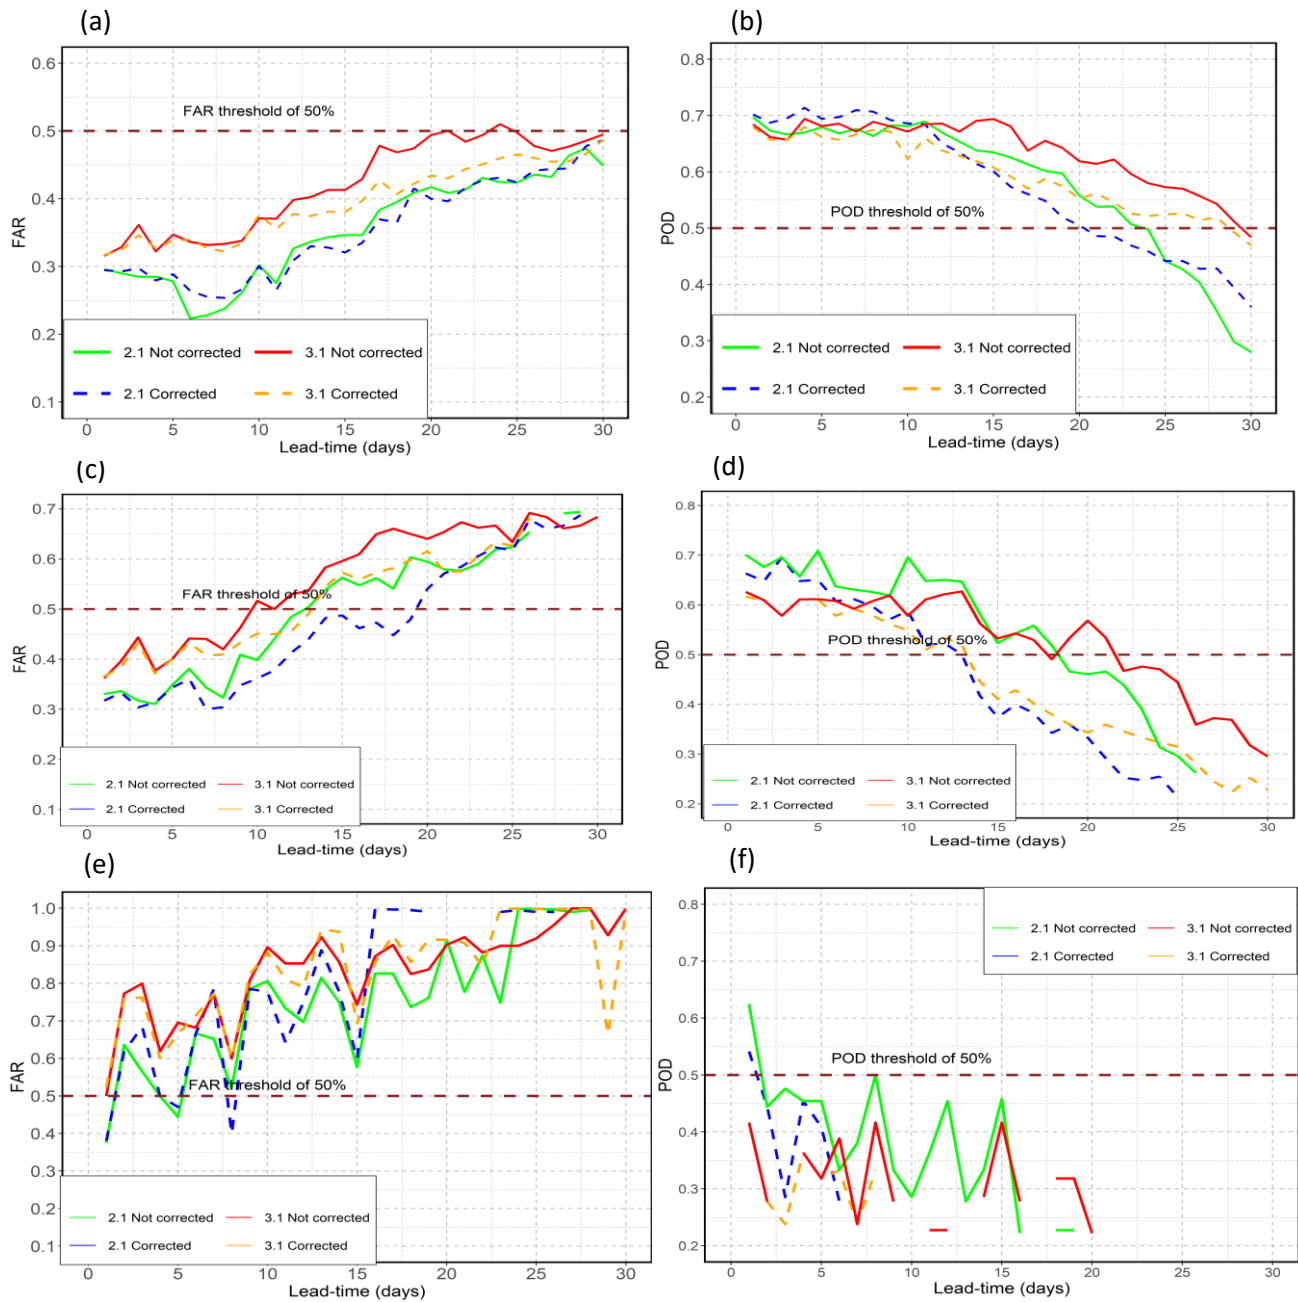 (a)
0.6
0.5
0.4
0.3
0.2
0.1
FAR
FAR threshold of 50%
2.1 Not corrected
3.1 Not corrected
2.1 Corrected
3.1 Corrected
0 5 10 15 20 25 30
Lead-time (days)
(b)
0.8
0.7
0.6
0.5
0.4
0.3
0.2
POD
POD threshold of 50%
2.1 Not corrected
3.1 Not corrected
2.1 Corrected
3.1 Corrected
0 5 10 15 20 25 30
Lead-time (days)
(c)
0.7
0.6
0.5
0.4
0.3
0.2
0.1
FAR
FAR threshold of 50%
2.1 Not corrected
3.1 Not corrected
2.1 Corrected
3.1 Corrected
0 5 10 15 20 25 30
Lead-time (days)
(d)
0.8
0.7
0.6
0.5
0.4
0.3
0.2
POD
POD threshold of 50%
2.1 Not corrected
3.1 Not corrected
2.1 Corrected
3.1 Corrected
0 5 10 15 20 25 30
Lead-time (days)
(e)
1.0
0.9
0.8
0.7
0.6
0.5
0.4
0.3
0.2
0.1
FAR
FAR threshold of 50%
2.1 Not corrected
3.1 Not corrected
2.1 Corrected
3.1 Corrected
0 5 10 15 20 25 30
Lead-time (days)
(f)
0.8
0.7
0.6
0.5
0.4
0.3
0.2
POD
2.1 Not corrected
3.1 Not corrected
2.1 Corrected
3.1 Corrected
POD threshold of 50%
0 5 10 15 20 25 30
Lead-time (days)